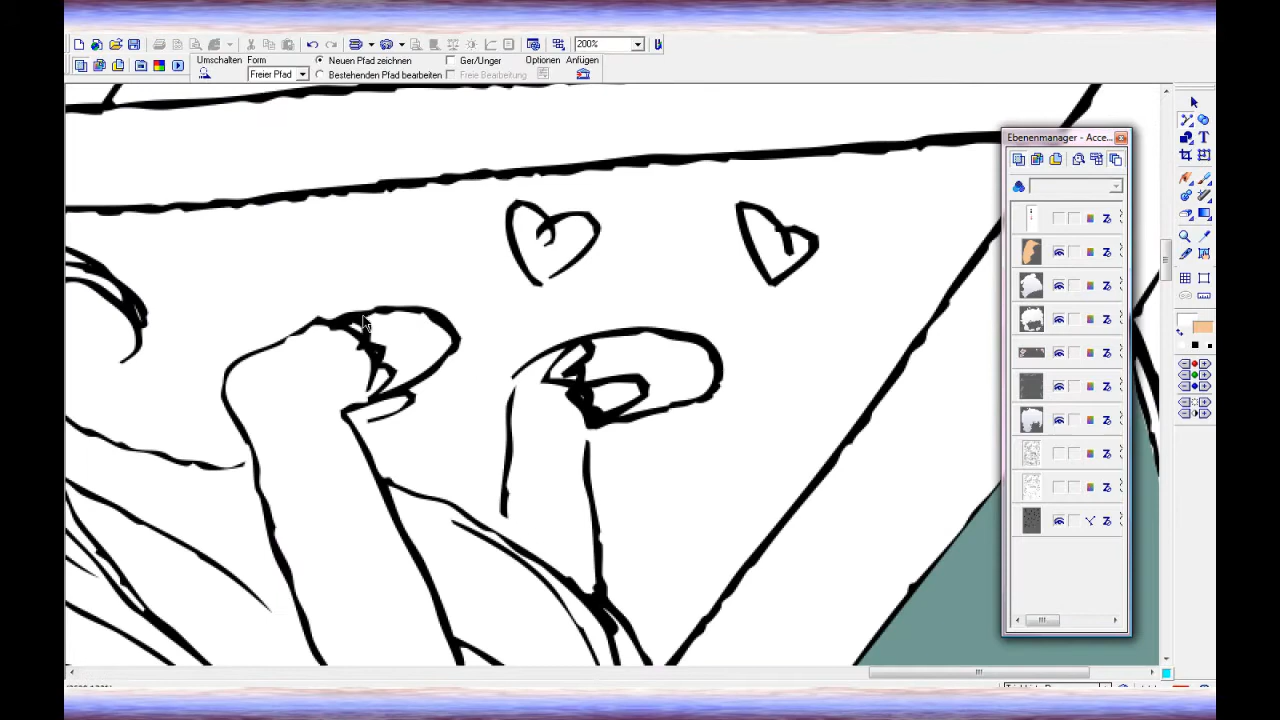 200%
Umschalten Form Neuen Pfad zeichnen Ger/Unger Optionen Anfügen
Freier Pfad Bestehenden Pfad bearbeiten Freie Bearbeitung
Ebenenmanager - Acce...